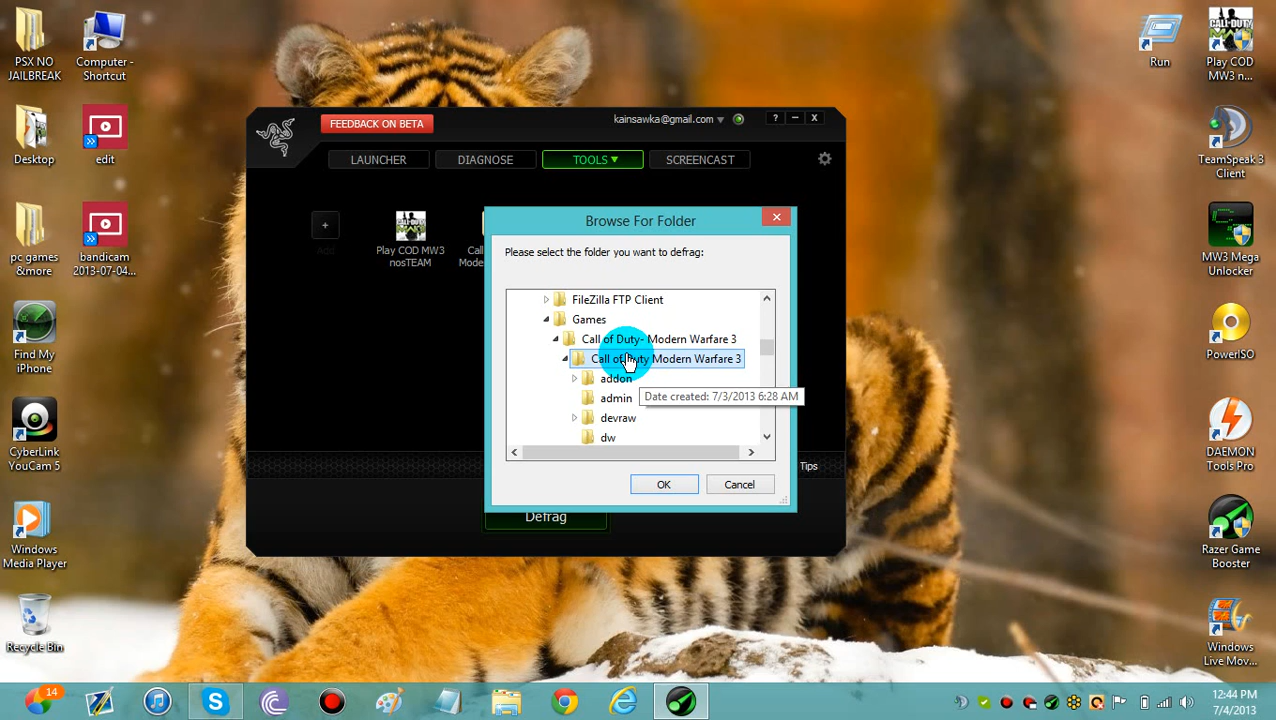 PSX NO
JAILBREAK
Computer -
Shortcut
Desktop
edit
pc games
&more
bandicam
2013-07-04...
Find My
iPhone
CyberLink
YouCam 5
Windows
Media Player
Recycle Bin
FEEDBACK ON BETA
kainsawka@gmail.com
?
LAUNCHER
DIAGNOSE
TOOLS
SCREENCAST
+
Add
Play COD MW3
nosTEAM
Call
Mode
Browse For Folder
Please select the folder you want to defrag:
FileZilla FTP Client
Games
Call of Duty- Modern Warfare 3
Call of Duty Modern Warfare 3
addon
admin
Date created: 7/3/2013 6:28 AM
devraw
dw
OK
Cancel
Tips
Defrag
Run
Play COD
MW3 n...
TeamSpeak 3
Client
MW3 Mega
Unlocker
PowerISO
DAEMON
Tools Pro
Razer Game
Booster
Windows
Live Mov...
14
12:44 PM
7/4/2013